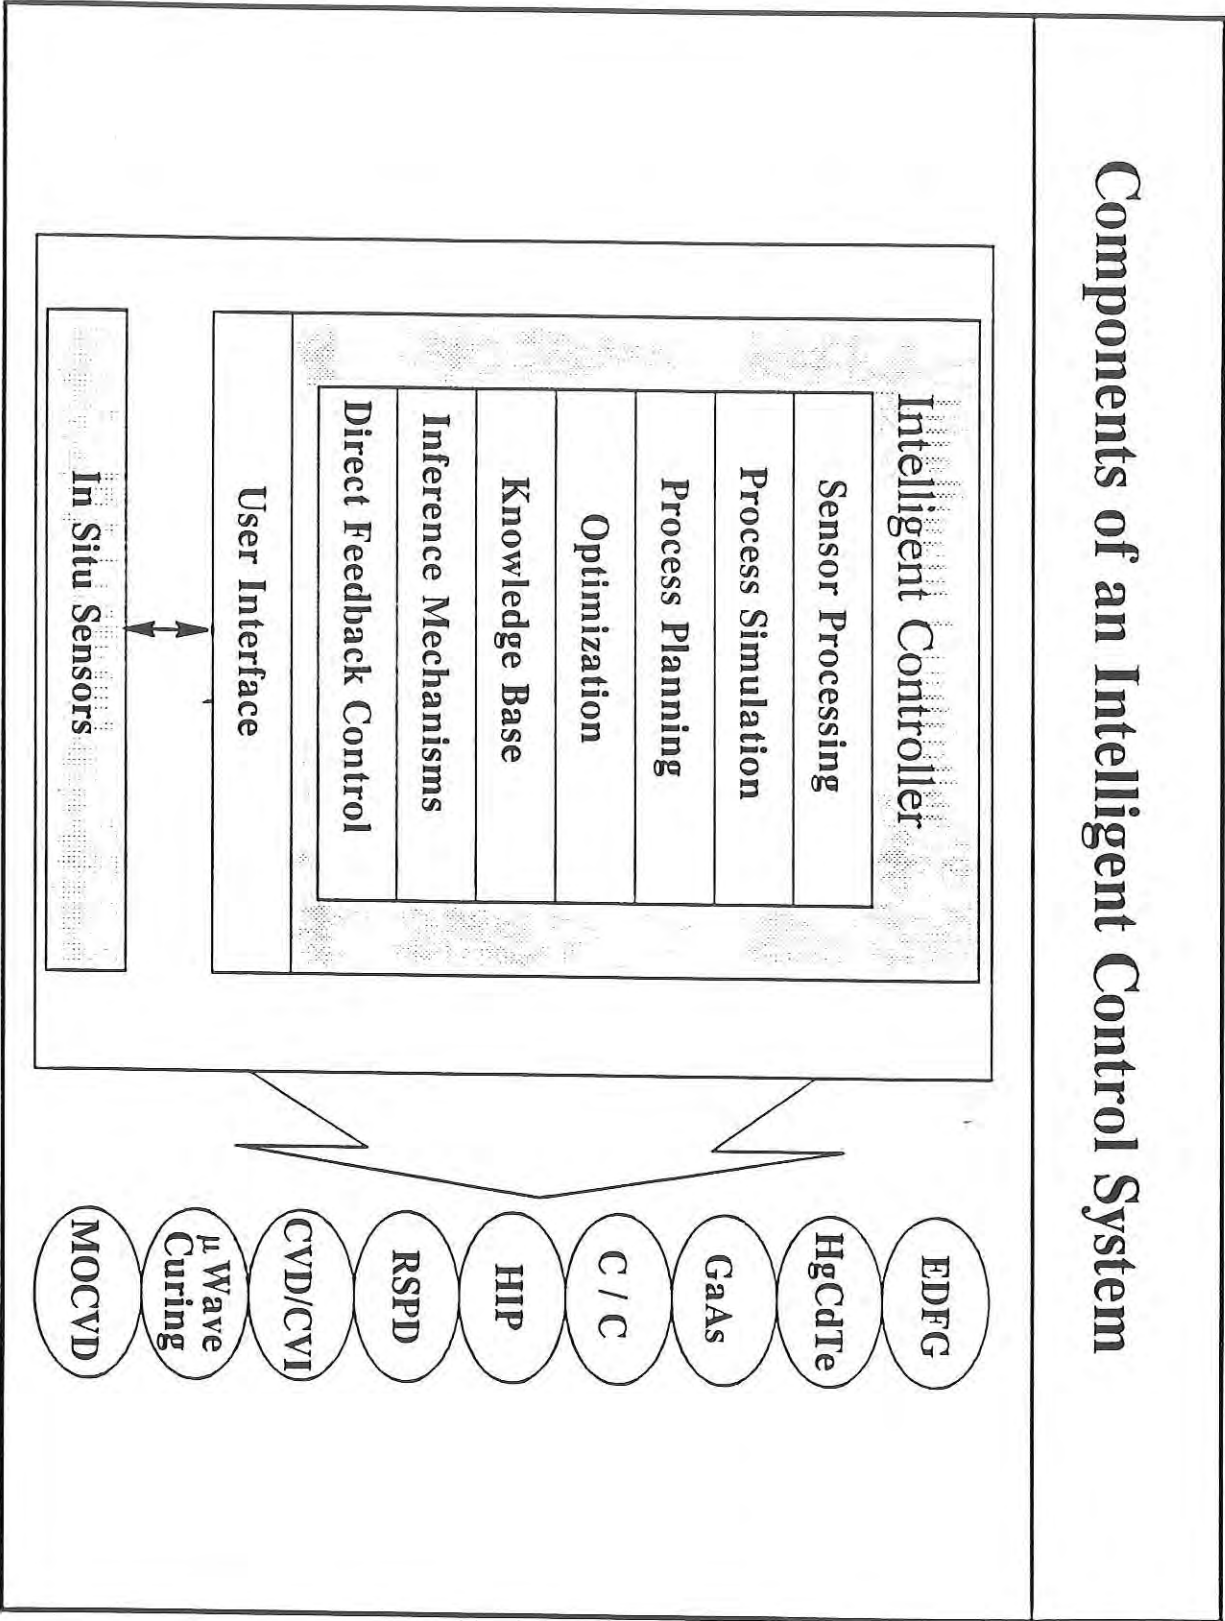 Components of an Intelligent Control System
Intelligent Controller
Sensor Processing
Process Simulation
Process Planning
Optimization
Knowledge Base
Inference Mechanisms
Direct Feedback Control
User Interface
In Situ Sensors
EDFG
HgCdTe
GaAs
C / C
HIP
RSPD
CVD/CVI
μ Wave
Curing
MOCVD